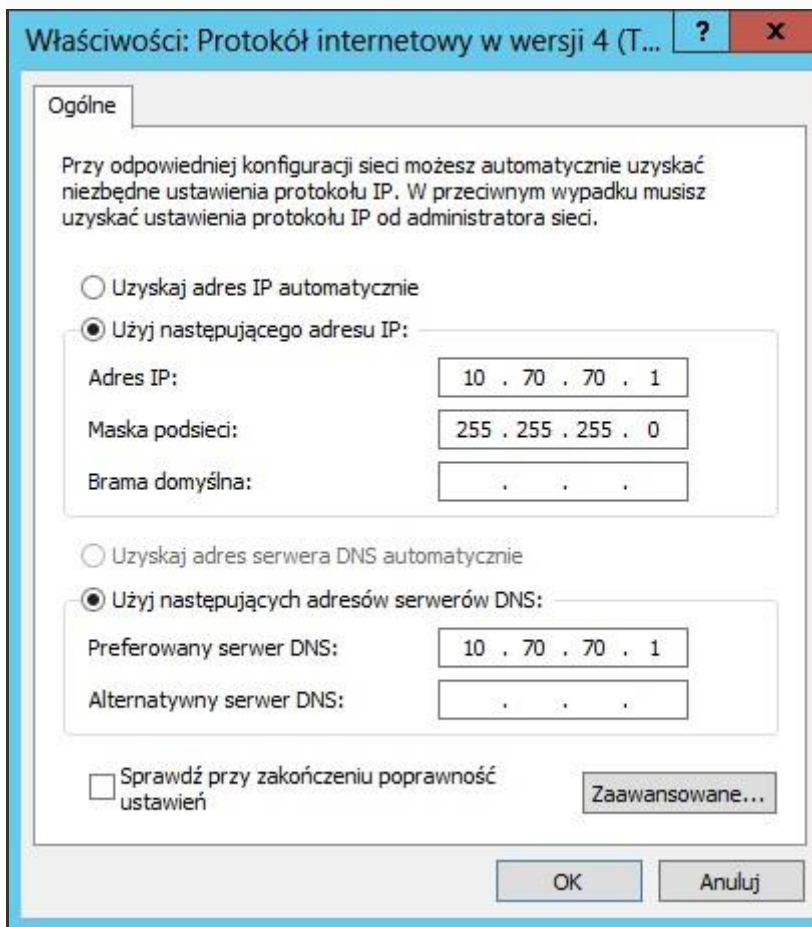 Właściwości: Protokół internetowy w wersji 4 (T...
?
x
Ogólne
Przy odpowiedniej konfiguracji sieci możesz automatycznie uzyskać
niezbędne ustawienia protokołu IP. W przeciwnym wypadku musisz
uzyskać ustawienia protokołu IP od administratora sieci.
Uzyskaj adres IP automatycznie
Użyj następującego adresu IP:
Adres IP: 10 . 70 . 70 . 1
Maska podsieci: 255 . 255 . 255 . 0
Brama domyślna: . . .
Uzyskaj adres serwera DNS automatycznie
Użyj następujących adresów serwerów DNS:
Preferowany serwer DNS: 10 . 70 . 70 . 1
Alternatywny serwer DNS: . . .
Sprawdź przy zakończeniu poprawność
ustawień
Zaawansowane...
OK
Anuluj